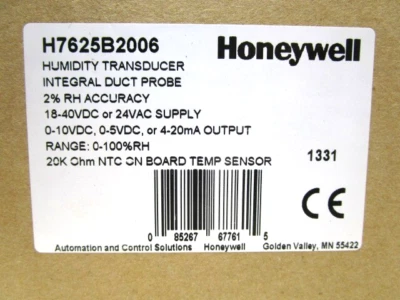 H7625B2006 Honeywell
HUMIDITY TRANSDUCER
INTEGRAL DUCT PROBE
2% RH ACCURACY
18-40VDC or 24VAC SUPPLY
0-10VDC, 0-5VDC, or 4-20mA OUTPUT
RANGE: 0-100%RH
20K Ohm NTC ON BOARD TEMP SENSOR
1331
CE
0 85267 67761 5
Automation and Control Solutions Honeywell Golden Valley, MN 55422